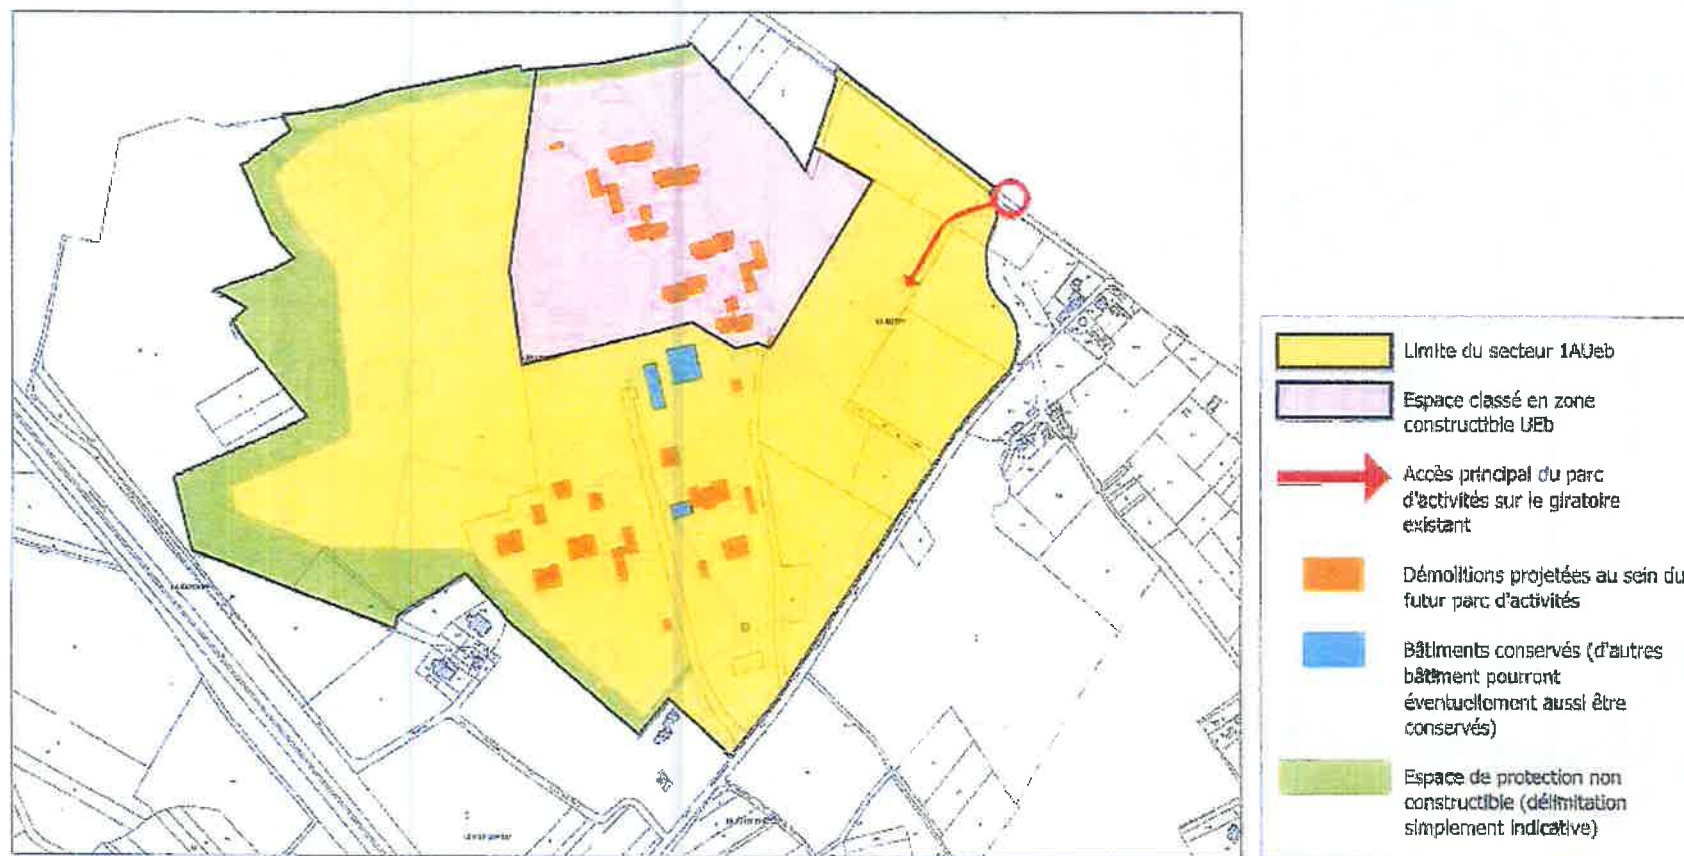 Limite du secteur 1AUeb
Espace classé en zone
constructible UEb
Accès principal du parc
d'activités sur le giratoire
existant
Démolitions projetées au sein du
futur parc d'activités
Bâtiments conservés (d'autres
bâtiment pourront
éventuellement aussi être
conservés)
Espace de protection non
constructible (délimitation
simplement indicative)